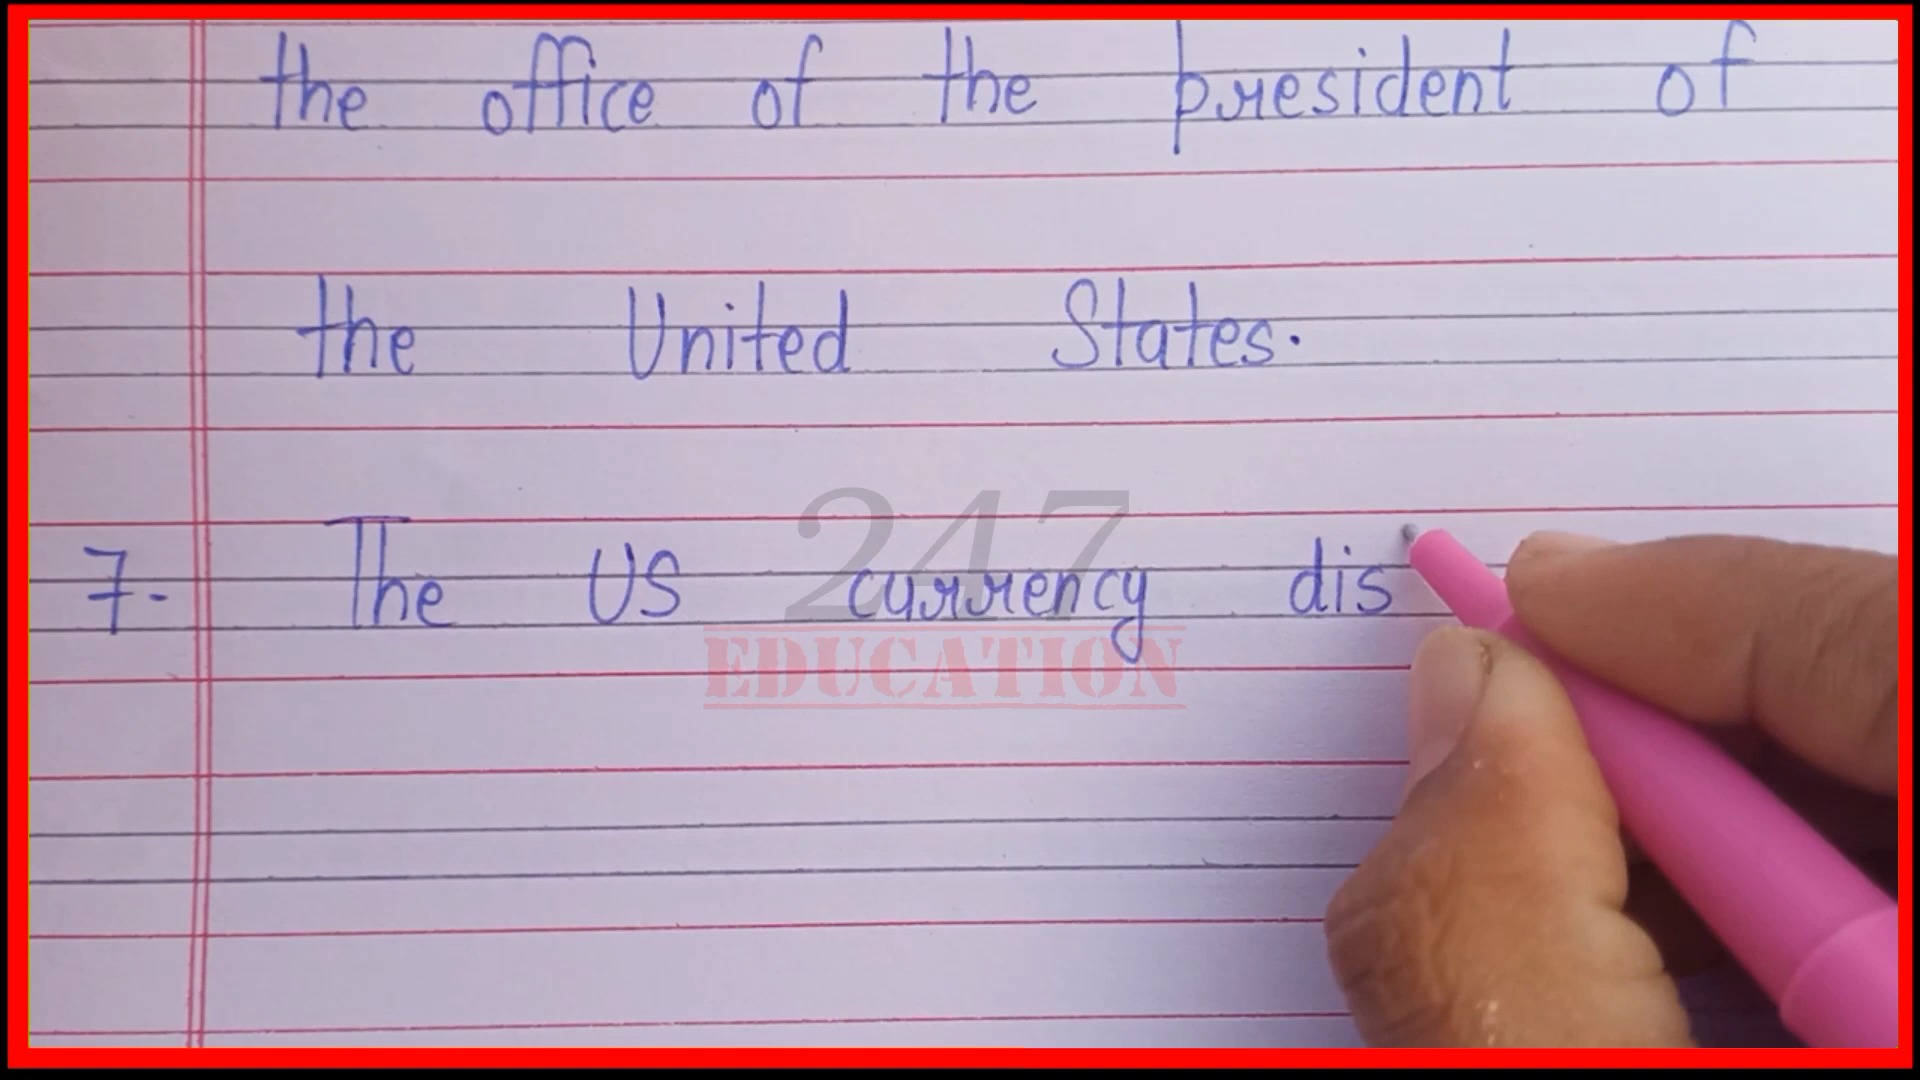 the office of the president of
the United States.
7. The US currency dis
247
EDUCATION